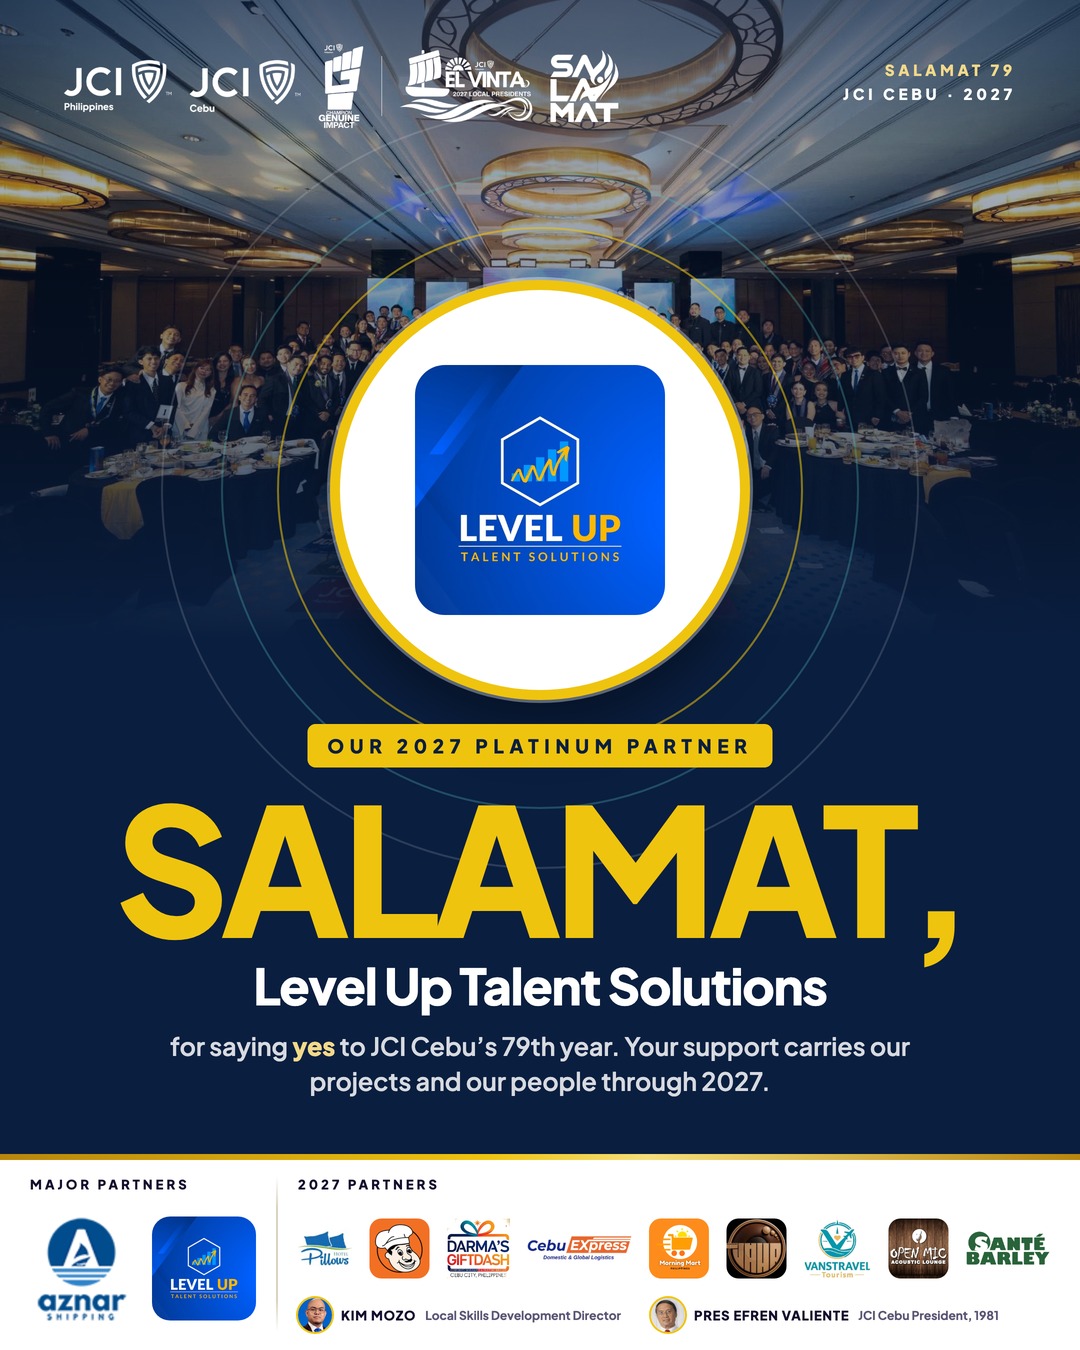 JCI
Philippines
JCI
Cebu
JCI
G
CHAMPION
GENUINE
IMPACT
JCI
EL VINTA
2027 LOCAL PRESIDENTS
SALAMAT
SALAMAT 79
JCI CEBU · 2027
LEVEL UP
TALENT SOLUTIONS
OUR 2027 PLATINUM PARTNER
SALAMAT,
Level Up Talent Solutions
for saying yes to JCI Cebu’s 79th year. Your support carries our
projects and our people through 2027.
MAJOR PARTNERS
aznar
SHIPPING
LEVEL UP
TALENT SOLUTIONS
2027 PARTNERS
HOTEL
Pillows
DARMA'S
GIFTDASH
CEBU CITY, PHILIPPINES
Cebu EXpress
Domestic & Global Logistics
Morning Mart
JAYD
VANSTRAVEL
Tourism
OPEN MIC
ACOUSTIC LOUNGE
SANTÉ
BARLEY
KIM MOZO Local Skills Development Director
PRES EFREN VALIENTE JCI Cebu President, 1981